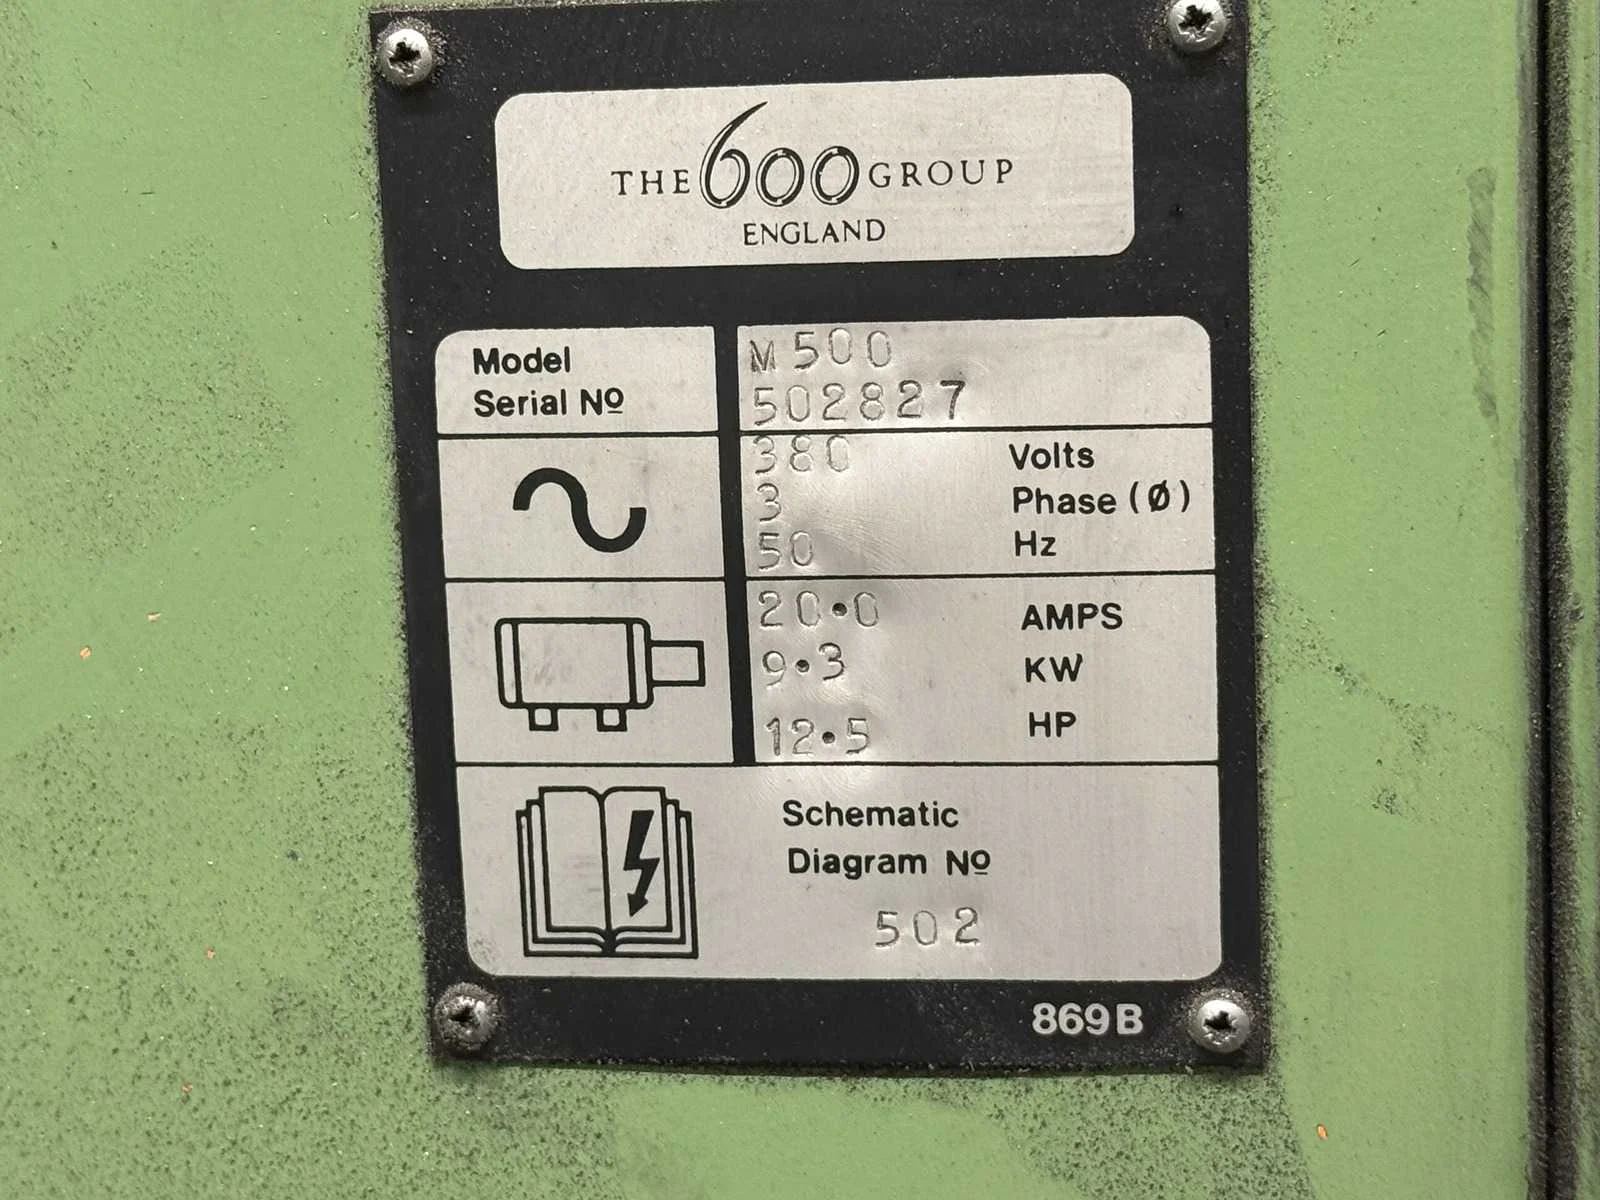 THE 600 GROUP
ENGLAND
Model M500
Serial Nº 502827
380 Volts
3 Phase (Ø)
50 Hz
20·0 AMPS
9·3 KW
12·5 HP
Schematic
Diagram Nº
502
869B